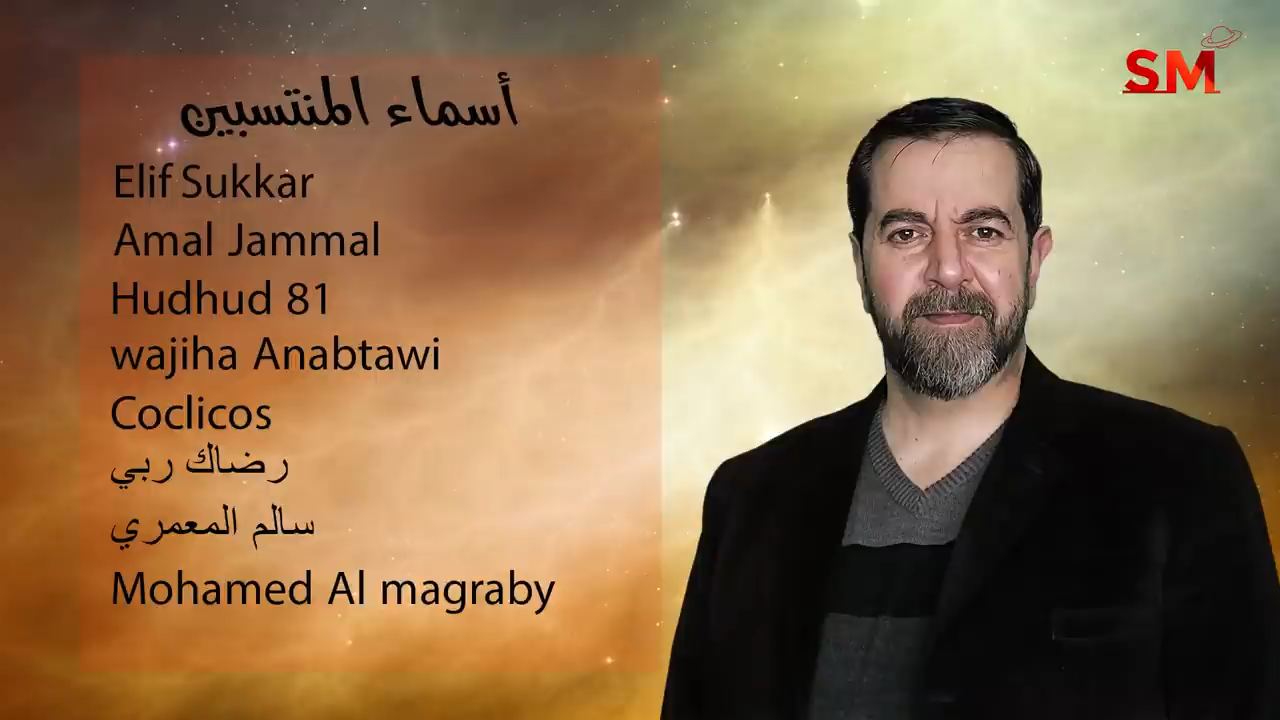 SM
أسماء المنتسبين
Elif Sukkar
Amal Jammal
Hudhud 81
wajiha Anabtawi
Coclicos
رضاك ربي
سالم المعمري
Mohamed Al magraby